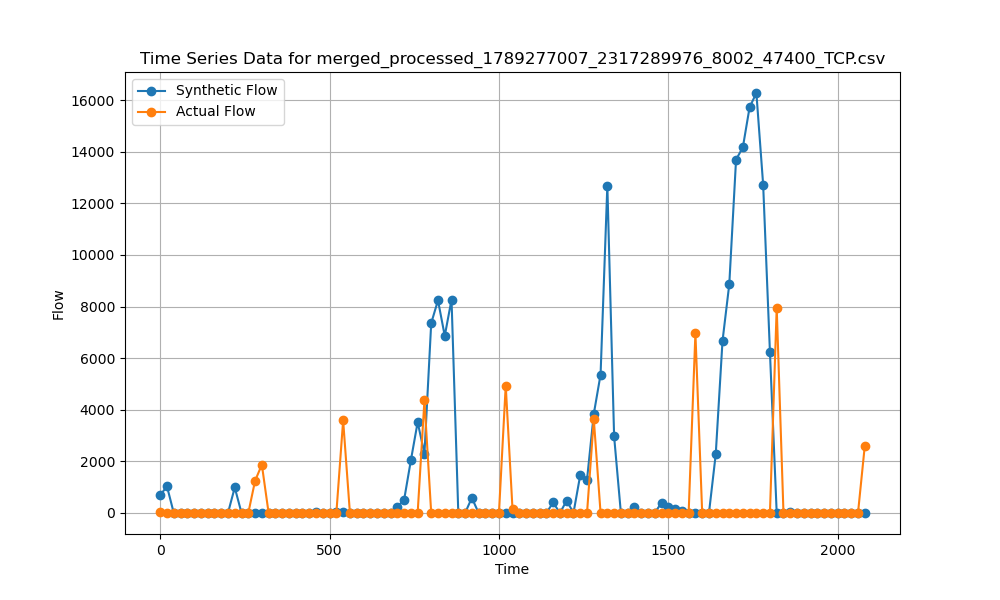 Time Series Data for merged_processed_1789277007_2317289976_8002_47400_TCP.csv
Synthetic Flow
Actual Flow
16000
14000
12000
10000
8000
6000
4000
2000
0
Flow
0 500 1000 1500 2000
Time